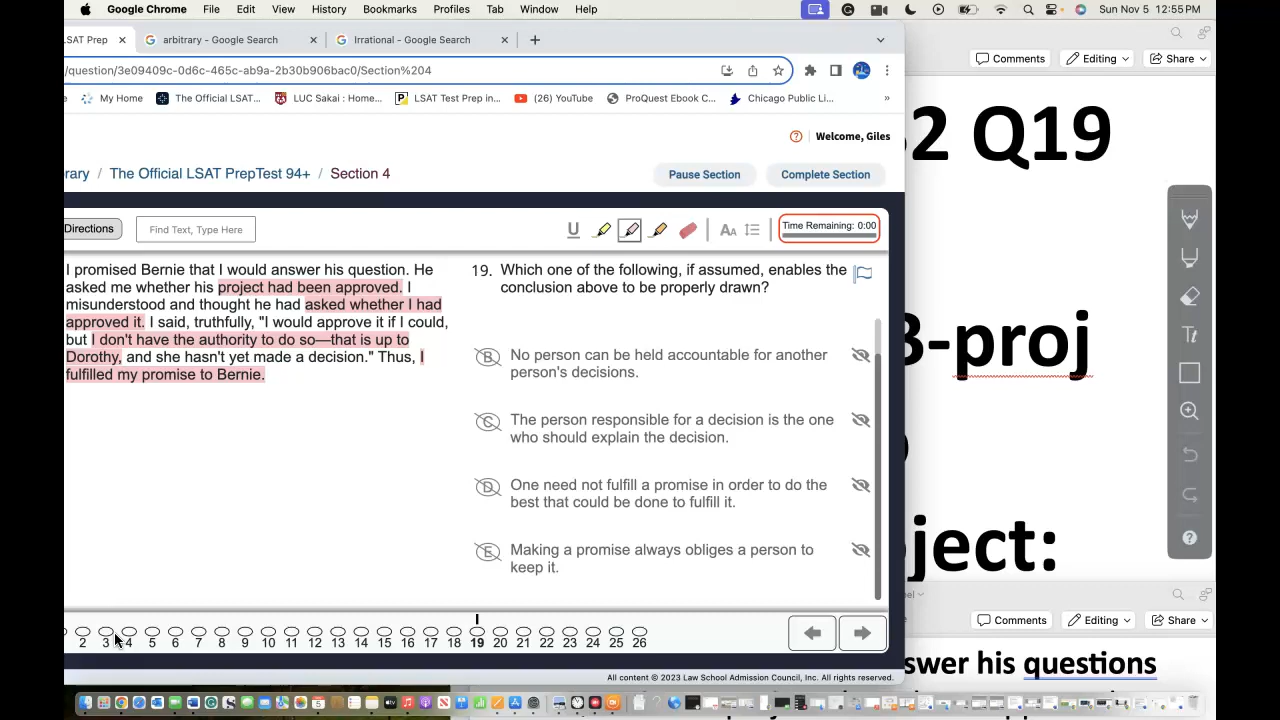 Google Chrome File Edit View History Bookmarks Profiles Tab Window Help Sun Nov 5 12:55 PM
LSAT Prep arbitrary - Google Search Irrational - Google Search
/question/3e09409c-0d6c-465c-ab9a-2b30b906bac0/Section%204
Comments Editing Share
My Home The Official LSAT... LUC Sakai : Home... LSAT Test Prep in... (26) YouTube ProQuest Ebook C... Chicago Public Li... »
Welcome, Giles
2 Q19
rary / The Official LSAT PrepTest 94+ / Section 4
Pause Section Complete Section
Directions Find Text, Type Here Time Remaining: 0:00
I promised Bernie that I would answer his question. He
asked me whether his project had been approved. I
misunderstood and thought he had asked whether I had
approved it. I said, truthfully, "I would approve it if I could,
but I don't have the authority to do so—that is up to
Dorothy, and she hasn't yet made a decision." Thus, I
fulfilled my promise to Bernie.
19. Which one of the following, if assumed, enables the
conclusion above to be properly drawn?
B No person can be held accountable for another
person's decisions.
C The person responsible for a decision is the one
who should explain the decision.
D One need not fulfill a promise in order to do the
best that could be done to fulfill it.
E Making a promise always obliges a person to
keep it.
B-proj
ject:
2 3 4 5 6 7 8 9 10 11 12 13 14 15 16 17 18 19 20 21 22 23 24 25 26
Comments Editing Share
swer his questions
All content © 2023 Law School Admission Council, Inc. All rights reserved.